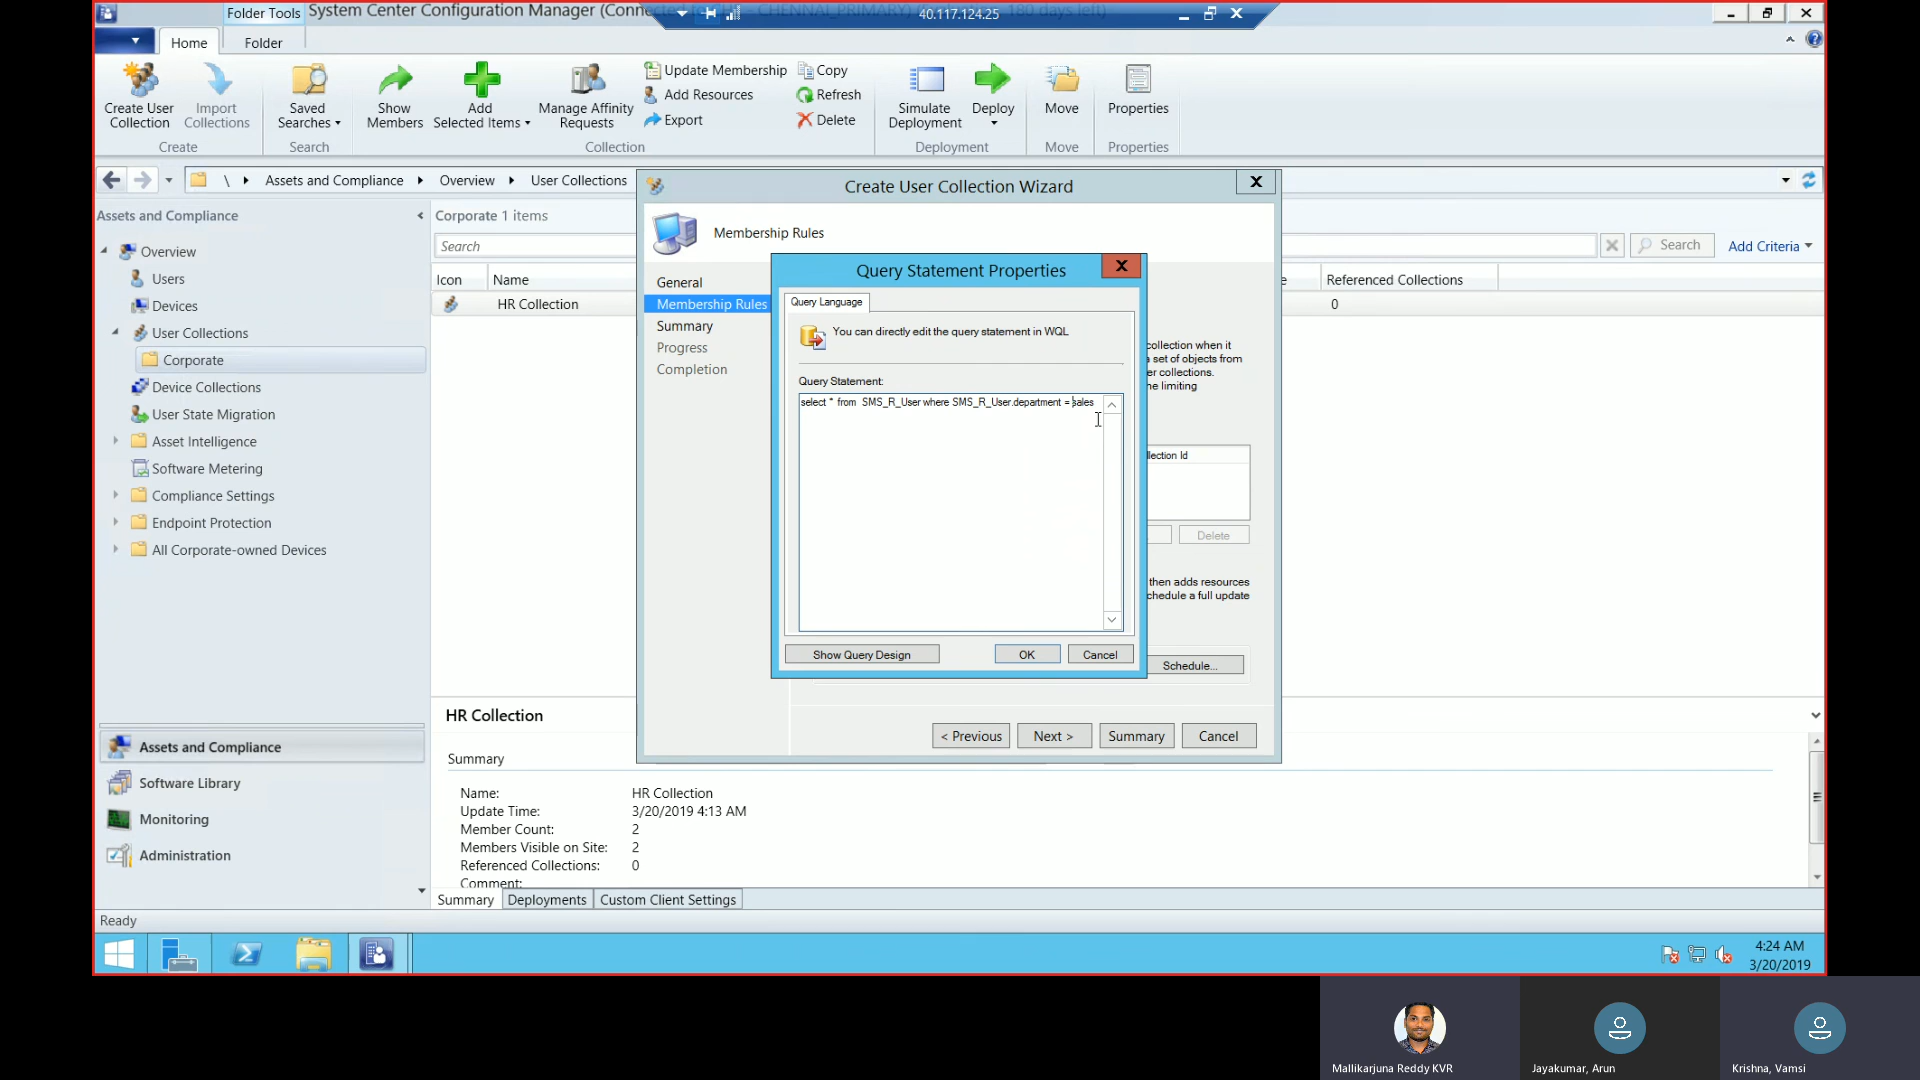 Folder Tools
System Center Configuration Manager (Connected
CHENNAI_PRIMARY)
180 days left)
40.117.124.25
Home
Folder
Create User
Collection
Import
Collections
Create
Saved
Searches
Search
Show
Members
Add
Selected Items
Manage Affinity
Requests
Update Membership
Add Resources
Export
Copy
Refresh
Delete
Collection
Simulate
Deployment
Deploy
Deployment
Move
Move
Properties
Properties
\ Assets and Compliance Overview User Collections
Assets and Compliance
Overview
Users
Devices
User Collections
Corporate
Device Collections
User State Migration
Asset Intelligence
Software Metering
Compliance Settings
Endpoint Protection
All Corporate-owned Devices
Assets and Compliance
Software Library
Monitoring
Administration
Corporate 1 items
Search
Search
Add Criteria
Icon Name
e Referenced Collections
HR Collection
0
Create User Collection Wizard
Membership Rules
General
Membership Rules
Summary
Progress
Completion
Query Statement Properties
Query Language
You can directly edit the query statement in WQL
Query Statement:
select * from SMS_R_User where SMS_R_User.department = sales
Show Query Design
OK
Cancel
collection when it
a set of objects from
er collections.
he limiting
llection Id
Delete
then adds resources
chedule a full update
Schedule...
< Previous
Next >
Summary
Cancel
HR Collection
Summary
Name: HR Collection
Update Time: 3/20/2019 4:13 AM
Member Count: 2
Members Visible on Site: 2
Referenced Collections: 0
Comment:
Summary
Deployments
Custom Client Settings
Ready
4:24 AM
3/20/2019
Mallikarjuna Reddy KVR
Jayakumar, Arun
Krishna, Vamsi